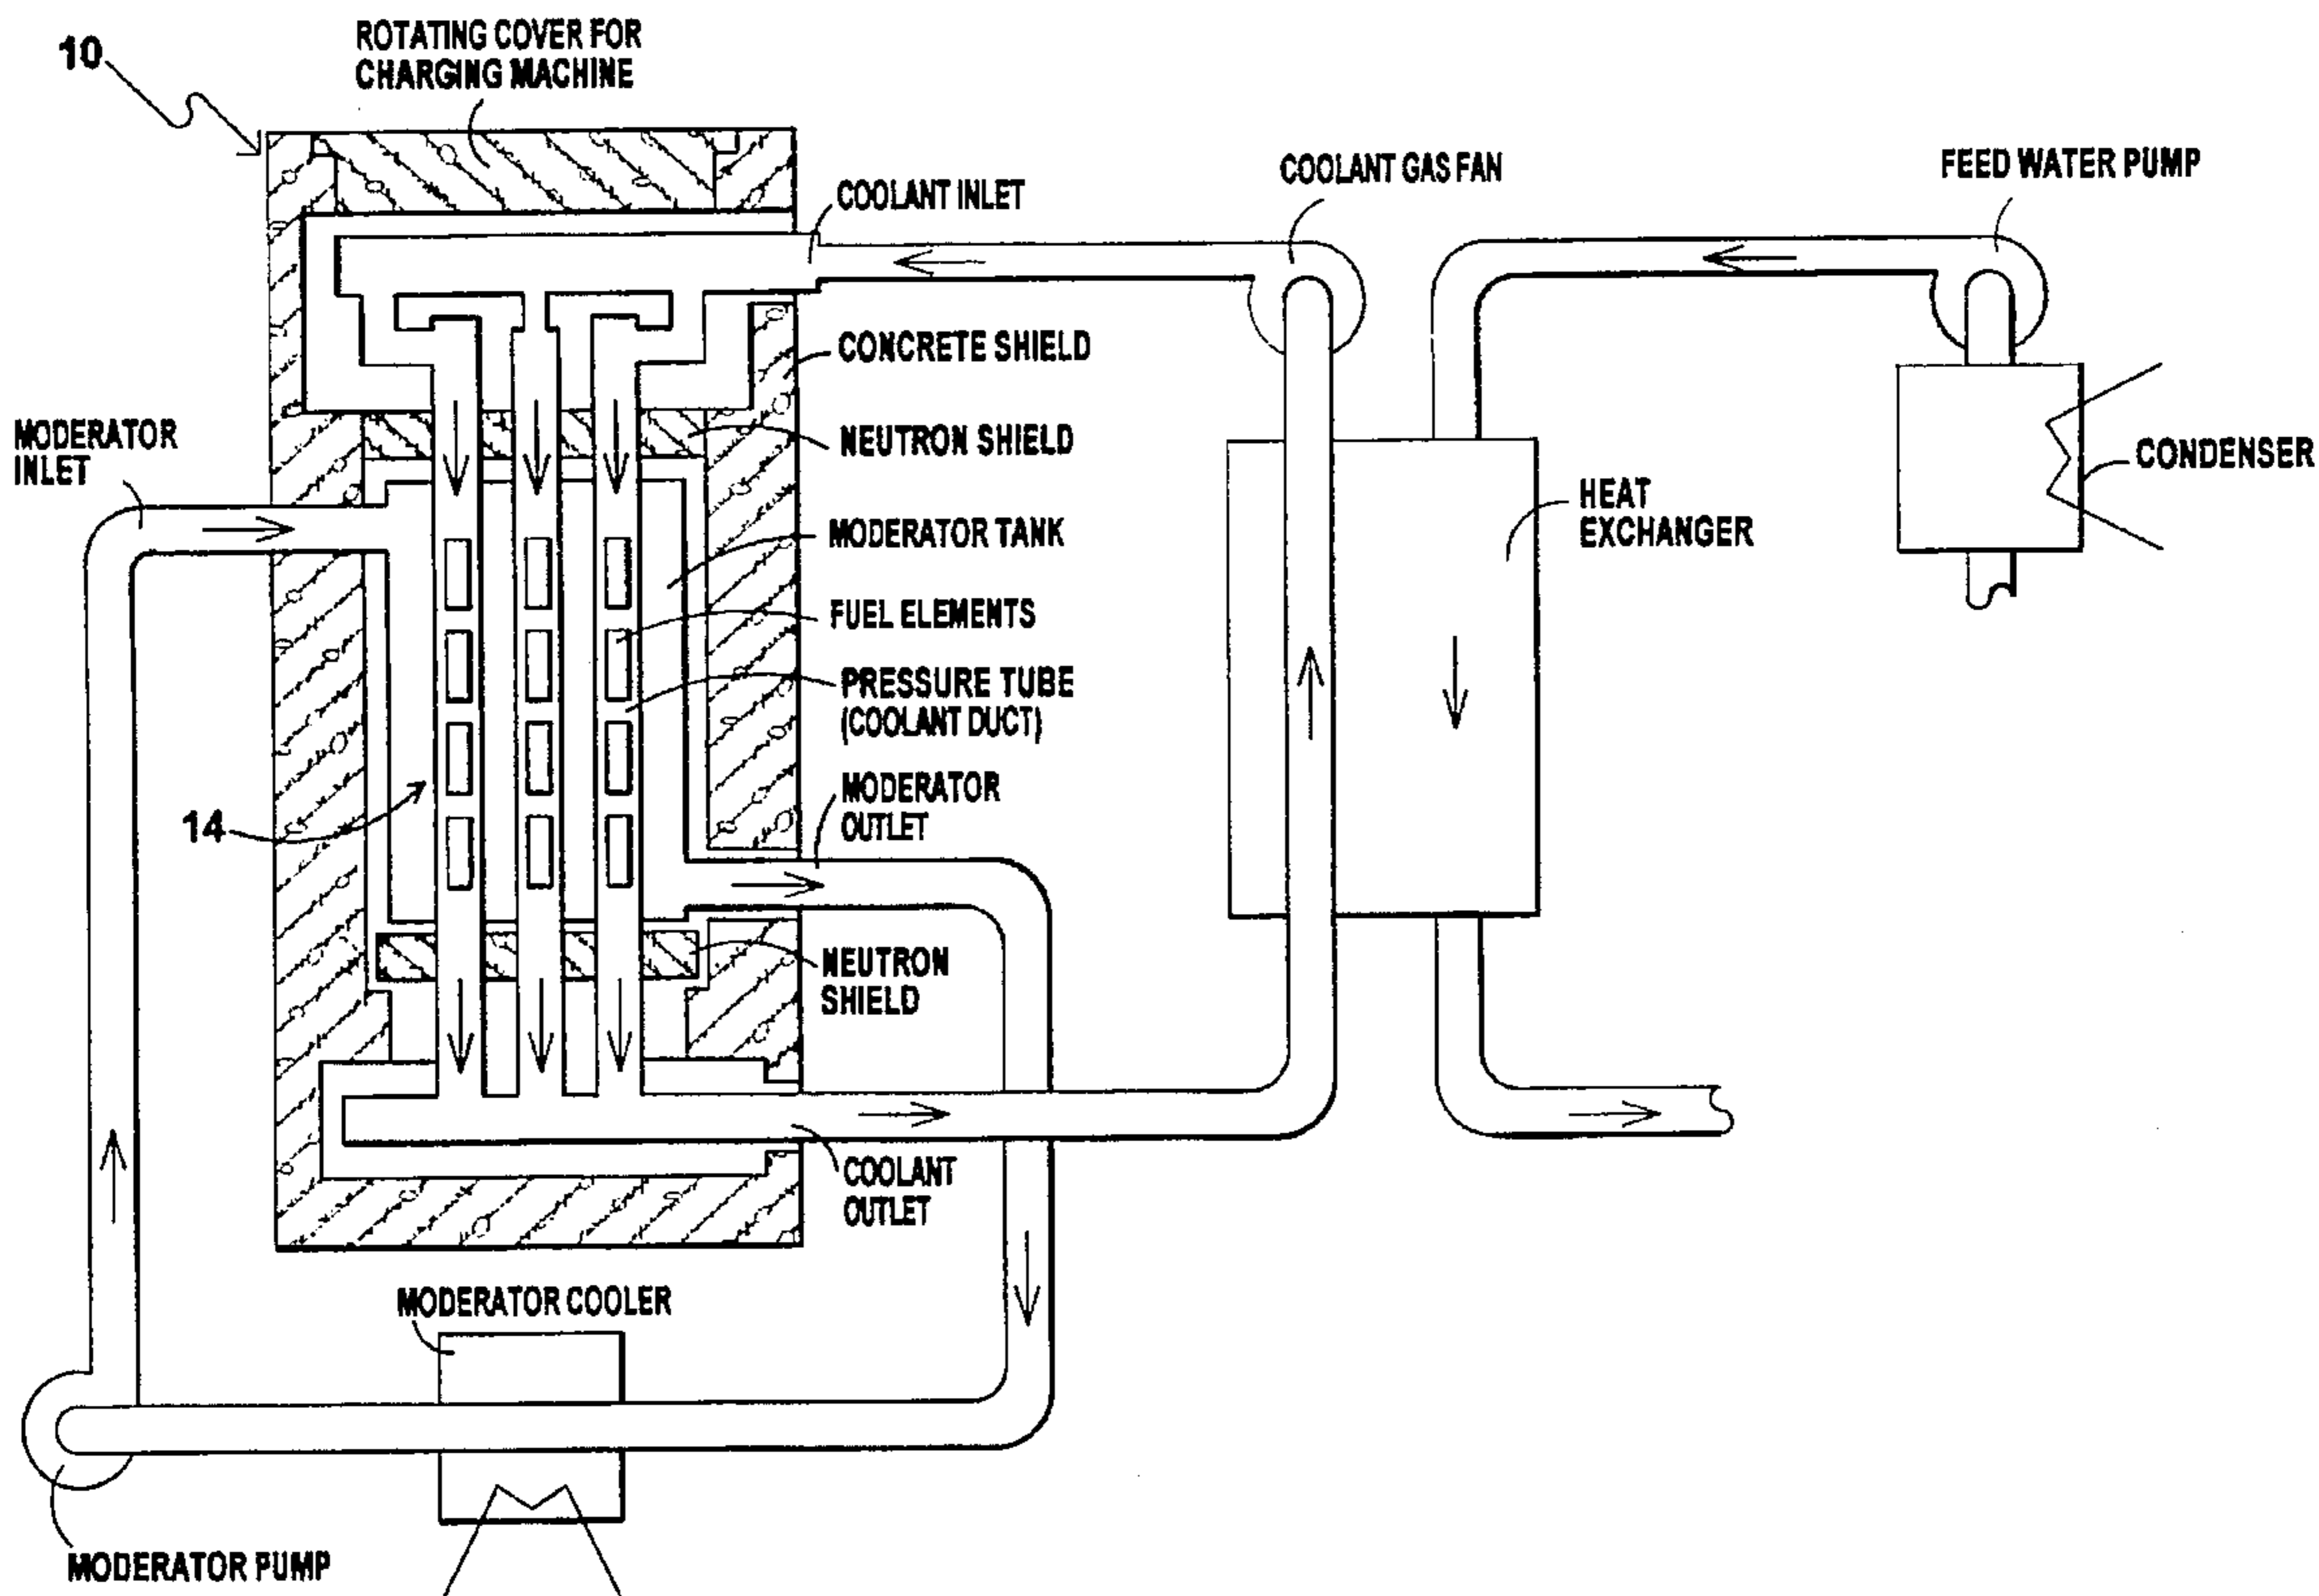 10
ROTATING COVER FOR
CHARGING MACHINE
COOLANT INLET
COOLANT GAS FAN
FEED WATER PUMP
CONCRETE SHIELD
MODERATOR
INLET
NEUTRON SHIELD
CONDENSER
HEAT
EXCHANGER
MODERATOR TANK
FUEL ELEMENTS
PRESSURE TUBE
(COOLANT DUCT)
MODERATOR
OUTLET
14
NEUTRON
SHIELD
COOLANT
OUTLET
MODERATOR COOLER
MODERATOR PUMP